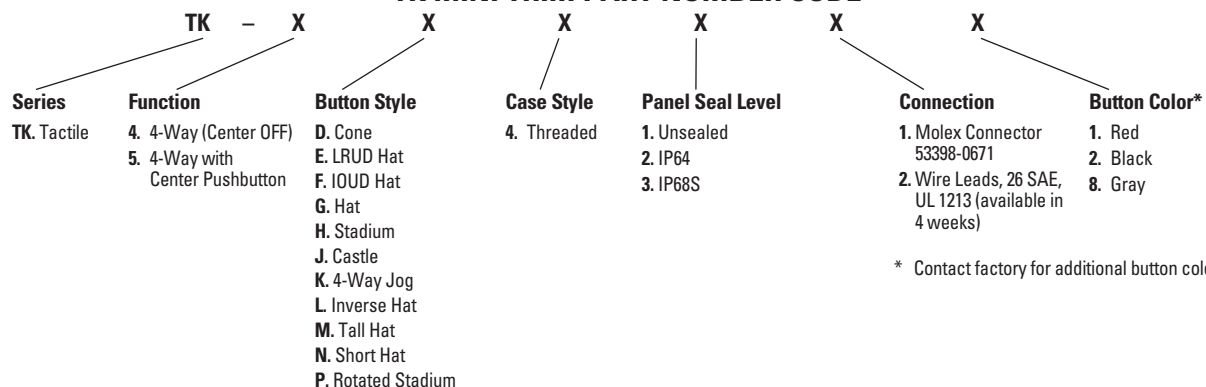 TK – X X X X X X
Series
TK. Tactile
Function
4. 4-Way (Center OFF)
5. 4-Way with
Center Pushbutton
Button Style
D. Cone
E. LRUD Hat
F. IOUD Hat
G. Hat
H. Stadium
J. Castle
K. 4-Way Jog
L. Inverse Hat
M. Tall Hat
N. Short Hat
P. Rotated Stadium
Case Style
4. Threaded
Panel Seal Level
1. Unsealed
2. IP64
3. IP68S
Connection
1. Molex Connector
53398-0671
2. Wire Leads, 26 SAE,
UL 1213 (available in
4 weeks)
Button Color*
1. Red
2. Black
8. Gray
* Contact factory for additional button